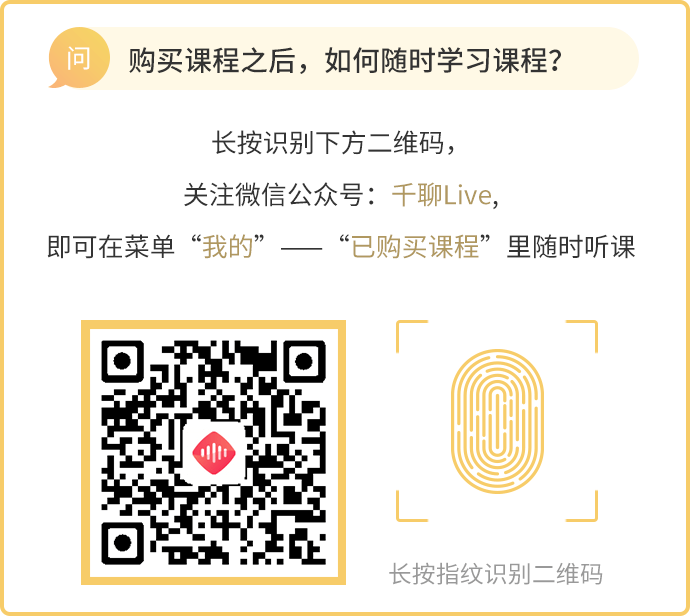 问
购买课程之后，如何随时学习课程？
长按识别下方二维码，
关注微信公众号：千聊Live,
即可在菜单“我的”——“已购买课程”里随时听课
长按指纹识别二维码